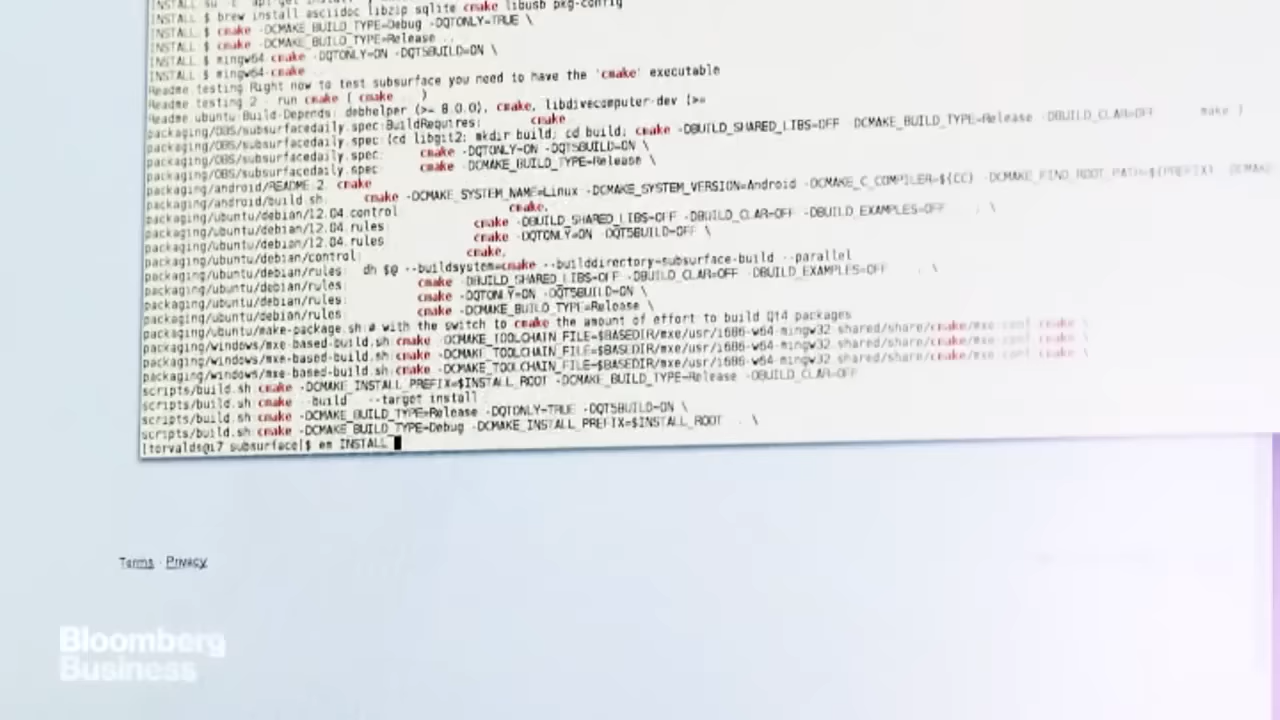 INSTALL $ brew install asciidoc libzip sqlite cmake libusb pkg-config
INSTALL $ cmake -DCMAKE_BUILD_TYPE=Debug -DQTONLY=TRUE \
INSTALL $ cmake -DCMAKE_BUILD_TYPE=Release ..
INSTALL $ mingw64-cmake -DQTONLY=ON -DQT5BUILD=ON \
INSTALL $ mingw64-cmake ..
Readme testing Right now to test subsurface you need to have the 'cmake' executable
Readme testing 2 - run cmake ( cmake .. )
Readme ubuntu:Build-Depends: debhelper (>= 8.0.0), cmake, libdivecomputer-dev (>=
packaging/OBS/subsurfacedaily.spec:BuildRequires: cmake
packaging/OBS/subsurfacedaily.spec (cd libgit2; mkdir build; cd build; cmake -DBUILD_SHARED_LIBS=OFF -DCMAKE_BUILD_TYPE=Release -DBUILD_CLAR=OFF make )
packaging/OBS/subsurfacedaily.spec: cmake -DQTONLY=ON -DQT5BUILD=ON \
packaging/OBS/subsurfacedaily.spec: cmake -DCMAKE_BUILD_TYPE=Release \
packaging/android/README 2. cmake
packaging/android/build sh: cmake -DCMAKE_SYSTEM_NAME=Linux -DCMAKE_SYSTEM_VERSION=Android -DCMAKE_C_COMPILER=${CC} -DCMAKE_FIND_ROOT_PATH=${PREFIX}
packaging/ubuntu/debian/12.04.control cmake,
packaging/ubuntu/debian/12.04.rules cmake -DBUILD_SHARED_LIBS=OFF -DBUILD_CLAR=OFF -DBUILD_EXAMPLES=OFF .. \
packaging/ubuntu/debian/12.04.rules cmake -DQTONLY=ON -DQT5BUILD=OFF \
packaging/ubuntu/debian/control: cmake,
packaging/ubuntu/debian/rules: dh $@ --buildsystem=cmake --builddirectory=subsurface-build --parallel
packaging/ubuntu/debian/rules: cmake -DBUILD_SHARED_LIBS=OFF -DBUILD_CLAR=OFF -DBUILD_EXAMPLES=OFF .. \
packaging/ubuntu/debian/rules: cmake -DQTONLY=ON -DQT5BUILD=ON \
packaging/ubuntu/debian/rules: cmake -DCMAKE_BUILD_TYPE=Release \
packaging/ubuntu/make-package.sh:# with the switch to cmake the amount of effort to build Qt4 packages
packaging/windows/mxe-based-build.sh cmake -DCMAKE_TOOLCHAIN_FILE=$BASEDIR/mxe/usr/i686-w64-mingw32.shared/share/cmake/mxe-conf.cmake \
packaging/windows/mxe-based-build.sh cmake -DCMAKE_TOOLCHAIN_FILE=$BASEDIR/mxe/usr/i686-w64-mingw32.shared/share/cmake/mxe-conf.cmake \
packaging/windows/mxe-based-build.sh:cmake -DCMAKE_TOOLCHAIN_FILE=$BASEDIR/mxe/usr/i686-w64-mingw32.shared/share/cmake/mxe-conf.cmake \
scripts/build.sh cmake -DCMAKE_INSTALL_PREFIX=$INSTALL_ROOT -DCMAKE_BUILD_TYPE=Release -DBUILD_CLAR=OFF
scripts/build.sh cmake --build . --target install
scripts/build.sh cmake -DCMAKE_BUILD_TYPE=Release -DQTONLY=TRUE -DQT5BUILD=ON \
scripts/build.sh cmake -DCMAKE_BUILD_TYPE=Debug -DCMAKE_INSTALL_PREFIX=$INSTALL_ROOT .. \
[torvalds@i7 subsurface]$ em INSTALL
Terms · Privacy
Bloomberg
Business